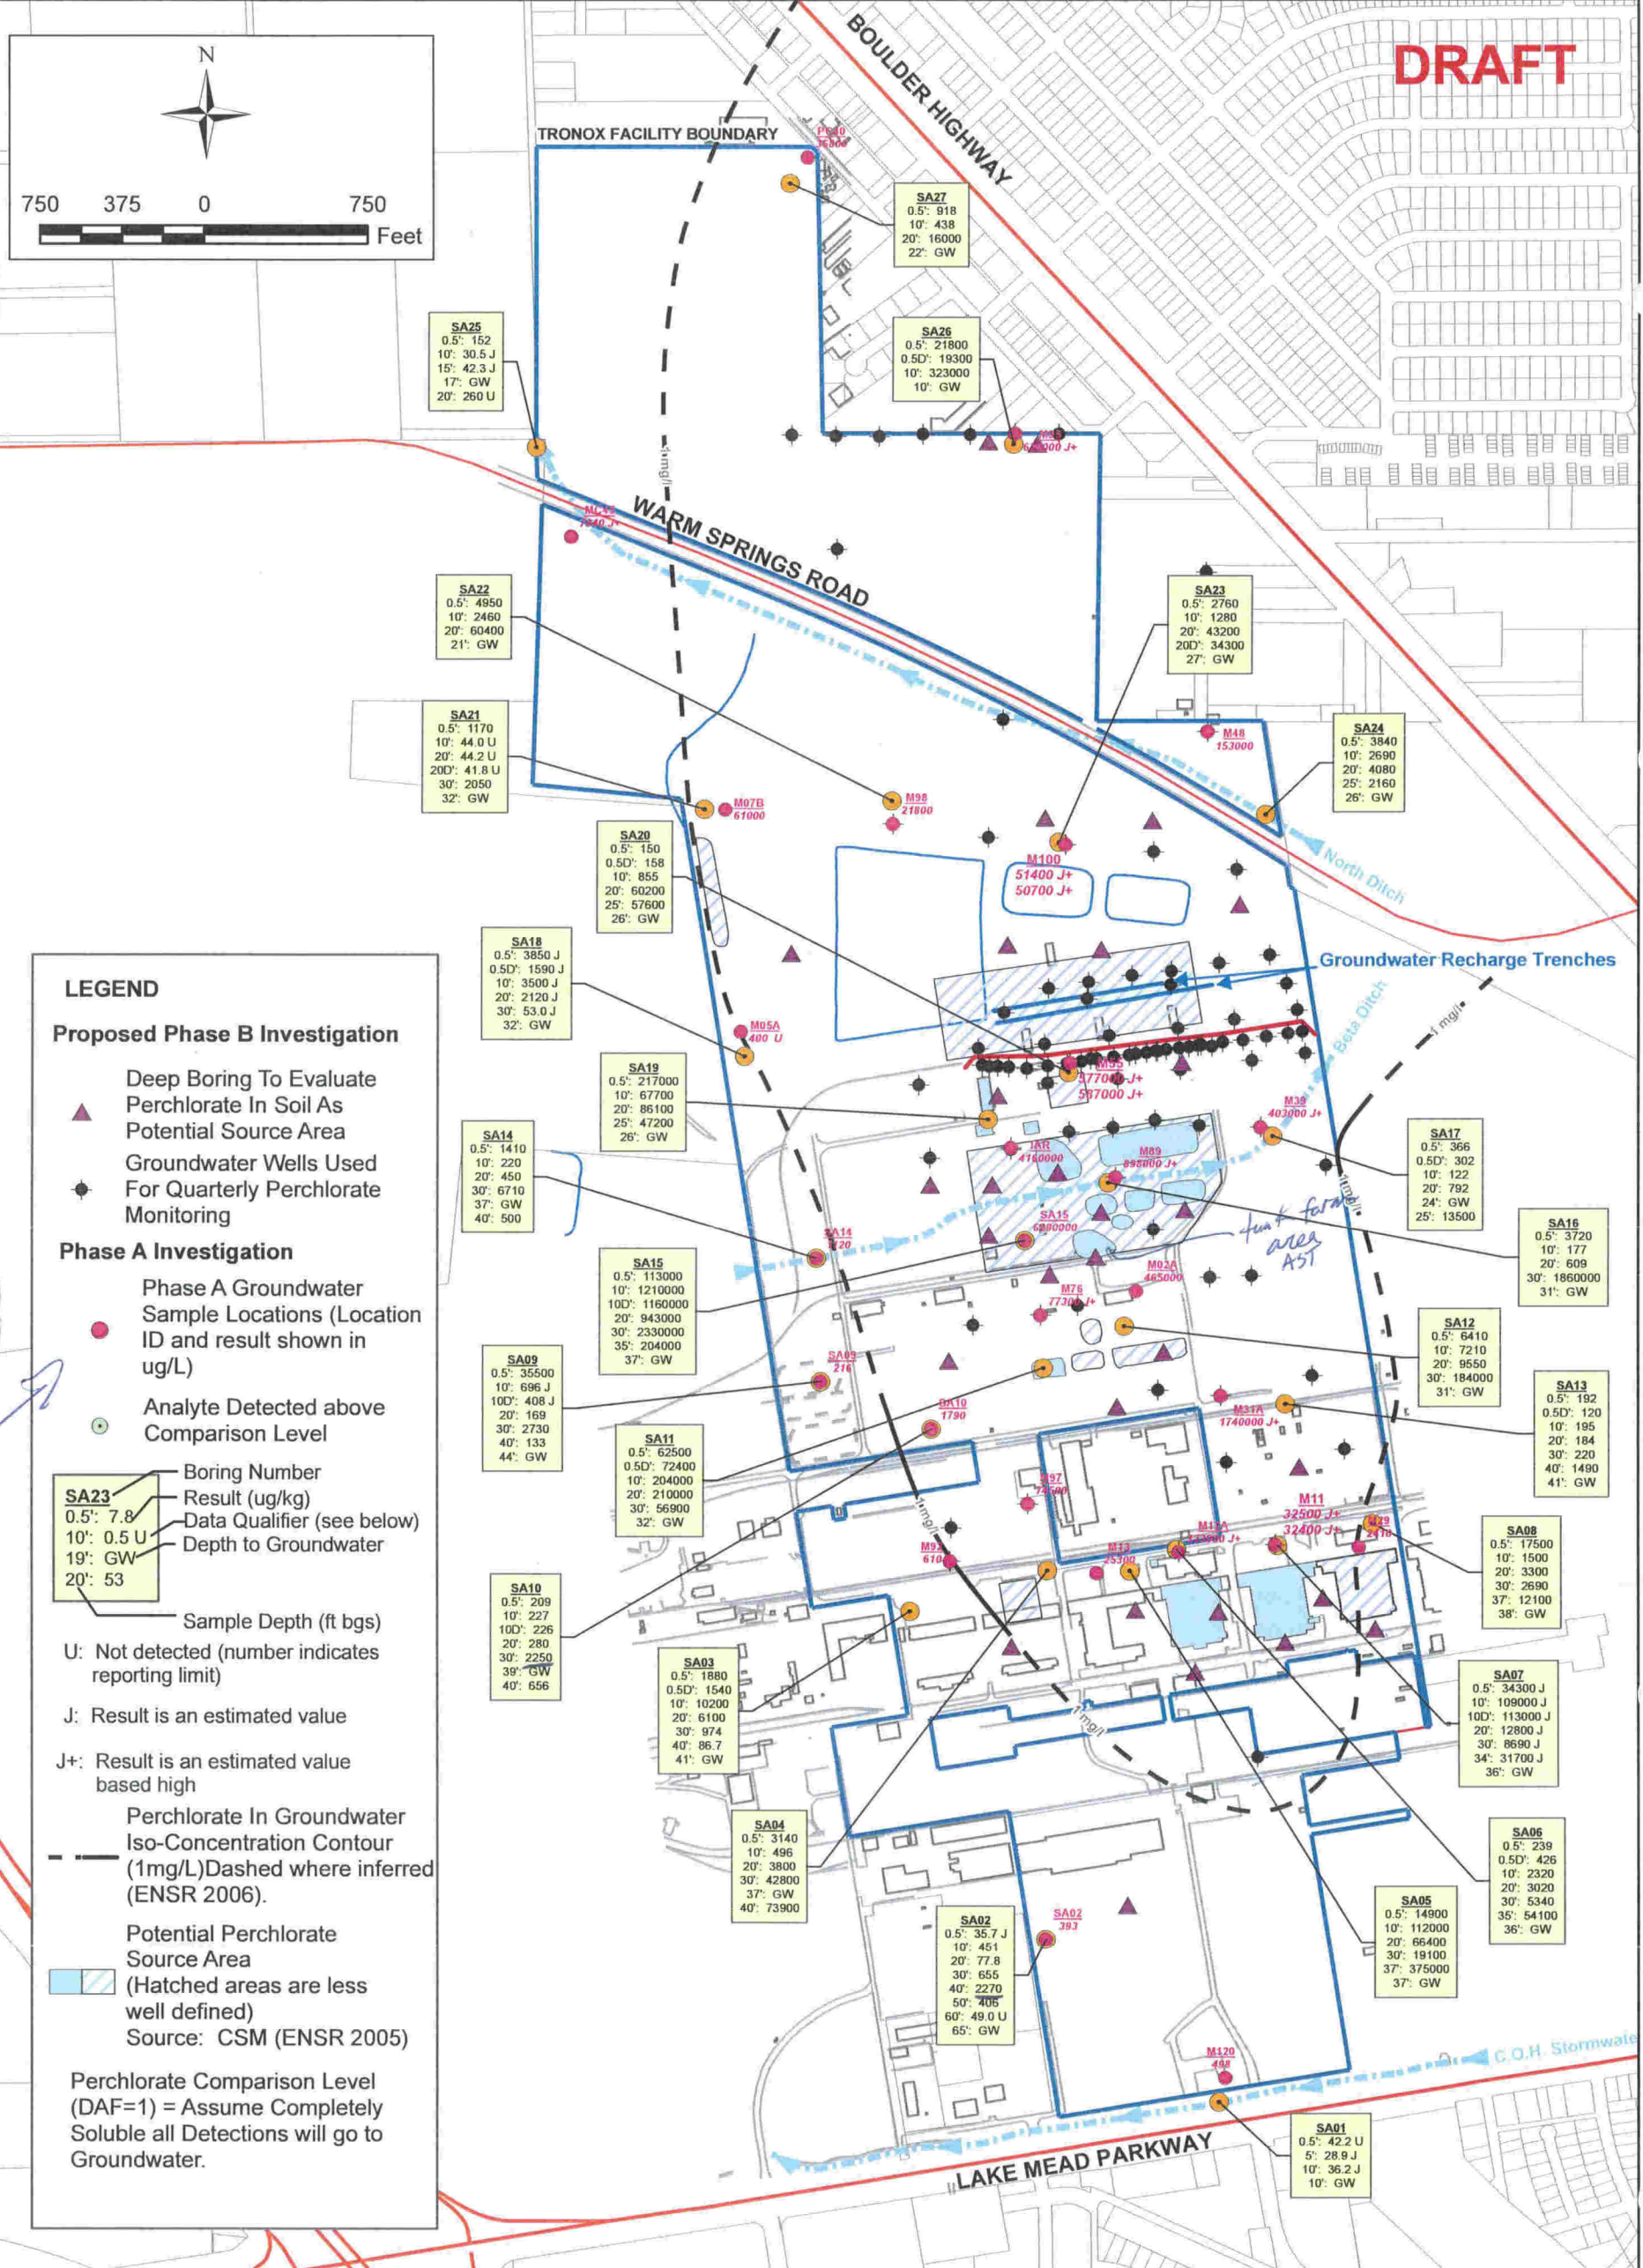 DRAFT
N
750 375 0 750
Feet
BOULDER HIGHWAY
TRONOX FACILITY BOUNDARY
SA27
0.5': 918
10': 438
20': 16000
22': GW
SA25
0.5': 152
10': 30.5 J
15': 42.3 J
17': GW
20': 260 U
SA26
0.5': 21800
0.5D': 19300
10': 323000
10': GW
1 mg/l
WARM SPRINGS ROAD
SA22
0.5': 4950
10': 2460
20': 60400
21': GW
SA23
0.5': 2760
10': 1280
20': 43200
20D': 34300
27': GW
SA21
0.5': 1170
10': 44.0 U
20': 44.2 U
20D': 41.8 U
30': 2050
32': GW
M48
153000
SA24
0.5': 3840
10': 2690
20': 4080
25': 2160
26': GW
M07B
61000
M98
21800
SA20
0.5': 150
0.5D': 158
10': 855
20': 60200
25': 57600
26': GW
M100
51400 J+
50700 J+
North Ditch
SA18
0.5': 3850 J
0.5D': 1590 J
10': 3500 J
20': 2120 J
30': 53.0 J
32': GW
Groundwater Recharge Trenches
1 mg/l
Beta Ditch
M05A
400 U
SA19
0.5': 217000
10': 67700
20': 86100
25': 47200
26': GW
587000 J+
M39
403000 J+
SA14
0.5': 1410
10': 220
20': 450
30': 6710
37': GW
40': 500
IAR
4160000
M89
898000 J+
SA17
0.5': 366
0.5D': 302
10': 122
20': 792
24': GW
25': 13500
1 mg/l
SA15
SA14
tank farm
area
AST
SA16
0.5': 3720
10': 177
20': 609
30': 1860000
31': GW
SA15
0.5': 113000
10': 1210000
10D': 1160000
20': 943000
30': 2330000
35': 204000
37': GW
M02A
465000
M76
77300 J+
SA12
0.5': 6410
10': 7210
20': 9550
30': 184000
31': GW
SA09
0.5': 35500
10': 696 J
10D': 408 J
20': 169
30': 2730
40': 133
44': GW
SA09
216
SA10
1790
M31A
1740000 J+
SA13
0.5': 192
0.5D': 120
10': 195
20': 184
30': 220
40': 1490
41': GW
SA11
0.5': 62500
0.5D': 72400
10': 204000
20': 210000
30': 56900
32': GW
M97
1 mg/l
M11
32500 J+
32400 J+
M13
25300
SA08
0.5': 17500
10': 1500
20': 3300
30': 2690
37': 12100
38': GW
SA10
0.5': 209
10': 227
10D': 226
20': 280
30': 2250
39': GW
40': 656
SA03
0.5': 1880
0.5D': 1540
10': 10200
20': 6100
30': 974
40': 86.7
41': GW
SA07
0.5': 34300 J
10': 109000 J
10D': 113000 J
20': 12800 J
30': 8690 J
34': 31700 J
36': GW
1 mg/l
SA04
0.5': 3140
10': 496
20': 3800
30': 42800
37': GW
40': 73900
SA06
0.5': 239
0.5D': 426
10': 2320
20': 3020
30': 5340
35': 54100
36': GW
SA05
0.5': 14900
10': 112000
20': 66400
30': 19100
37': 375000
37': GW
SA02
0.5': 35.7 J
10': 451
20': 77.8
30': 655
40': 2270
50': 406
60': 49.0 U
65': GW
SA02
393
M120
498
C.O.H. Stormwate
SA01
0.5': 42.2 U
5': 28.9 J
10': 36.2 J
10': GW
LAKE MEAD PARKWAY
LEGEND
Proposed Phase B Investigation
Deep Boring To Evaluate
Perchlorate In Soil As
Potential Source Area
Groundwater Wells Used
For Quarterly Perchlorate
Monitoring
Phase A Investigation
Phase A Groundwater
Sample Locations (Location
ID and result shown in
ug/L)
Analyte Detected above
Comparison Level
Boring Number
SA23
Result (ug/kg)
0.5': 7.8
Data Qualifier (see below)
10': 0.5 U
Depth to Groundwater
19': GW
20': 53
Sample Depth (ft bgs)
U: Not detected (number indicates
reporting limit)
J: Result is an estimated value
J+: Result is an estimated value
based high
Perchlorate In Groundwater
Iso-Concentration Contour
(1mg/L)Dashed where inferred
(ENSR 2006).
Potential Perchlorate
Source Area
(Hatched areas are less
well defined)
Source: CSM (ENSR 2005)
Perchlorate Comparison Level
(DAF=1) = Assume Completely
Soluble all Detections will go to
Groundwater.